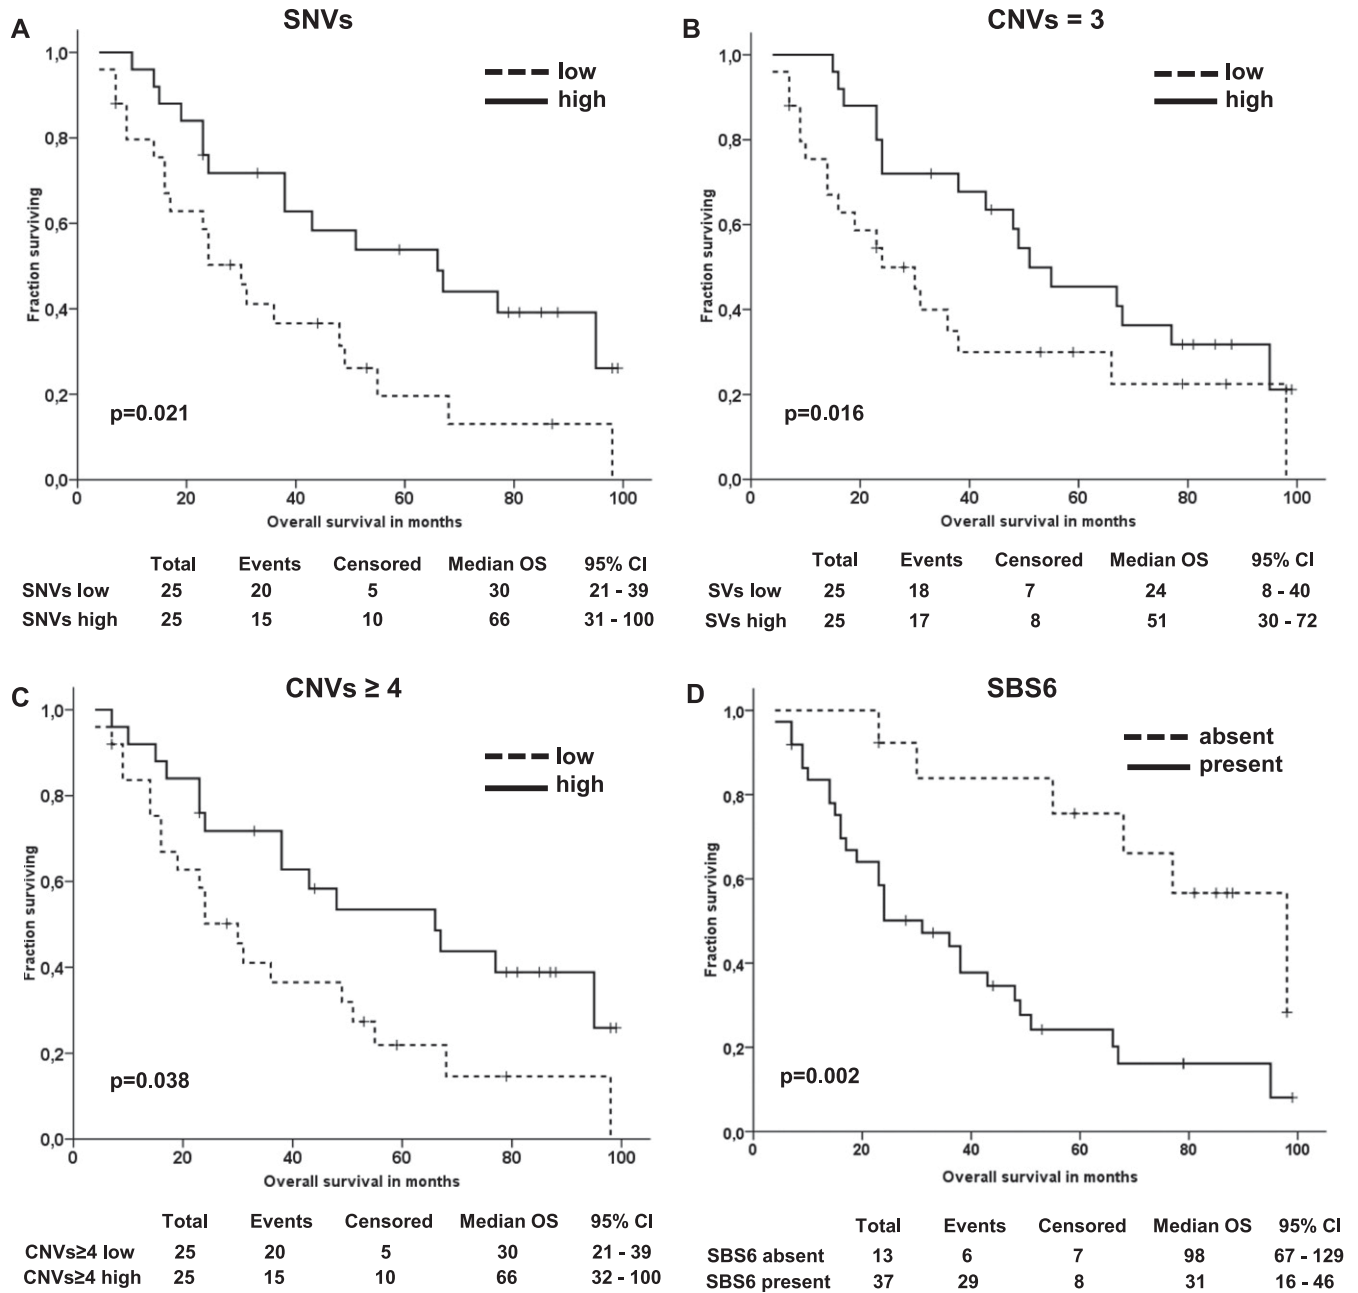 A
SNVs
low
high
1,0
0,8
0,6
0,4
0,2
0,0
Fraction surviving
p=0.021
0 20 40 60 80 100
Overall survival in months
Total Events Censored Median OS 95% CI
SNVs low 25 20 5 30 21 - 39
SNVs high 25 15 10 66 31 - 100
B
CNVs = 3
low
high
1,0
0,8
0,6
0,4
0,2
0,0
Fraction surviving
p=0.016
0 20 40 60 80 100
Overall survival in months
Total Events Censored Median OS 95% CI
SVs low 25 18 7 24 8 - 40
SVs high 25 17 8 51 30 - 72
C
CNVs ≥ 4
low
high
1,0
0,8
0,6
0,4
0,2
0,0
Fraction surviving
p=0.038
0 20 40 60 80 100
Overall survival in months
Total Events Censored Median OS 95% CI
CNVs≥4 low 25 20 5 30 21 - 39
CNVs≥4 high 25 15 10 66 32 - 100
D
SBS6
absent
present
1,0
0,8
0,6
0,4
0,2
0,0
Fraction surviving
p=0.002
0 20 40 60 80 100
Overall survival in months
Total Events Censored Median OS 95% CI
SBS6 absent 13 6 7 98 67 - 129
SBS6 present 37 29 8 31 16 - 46